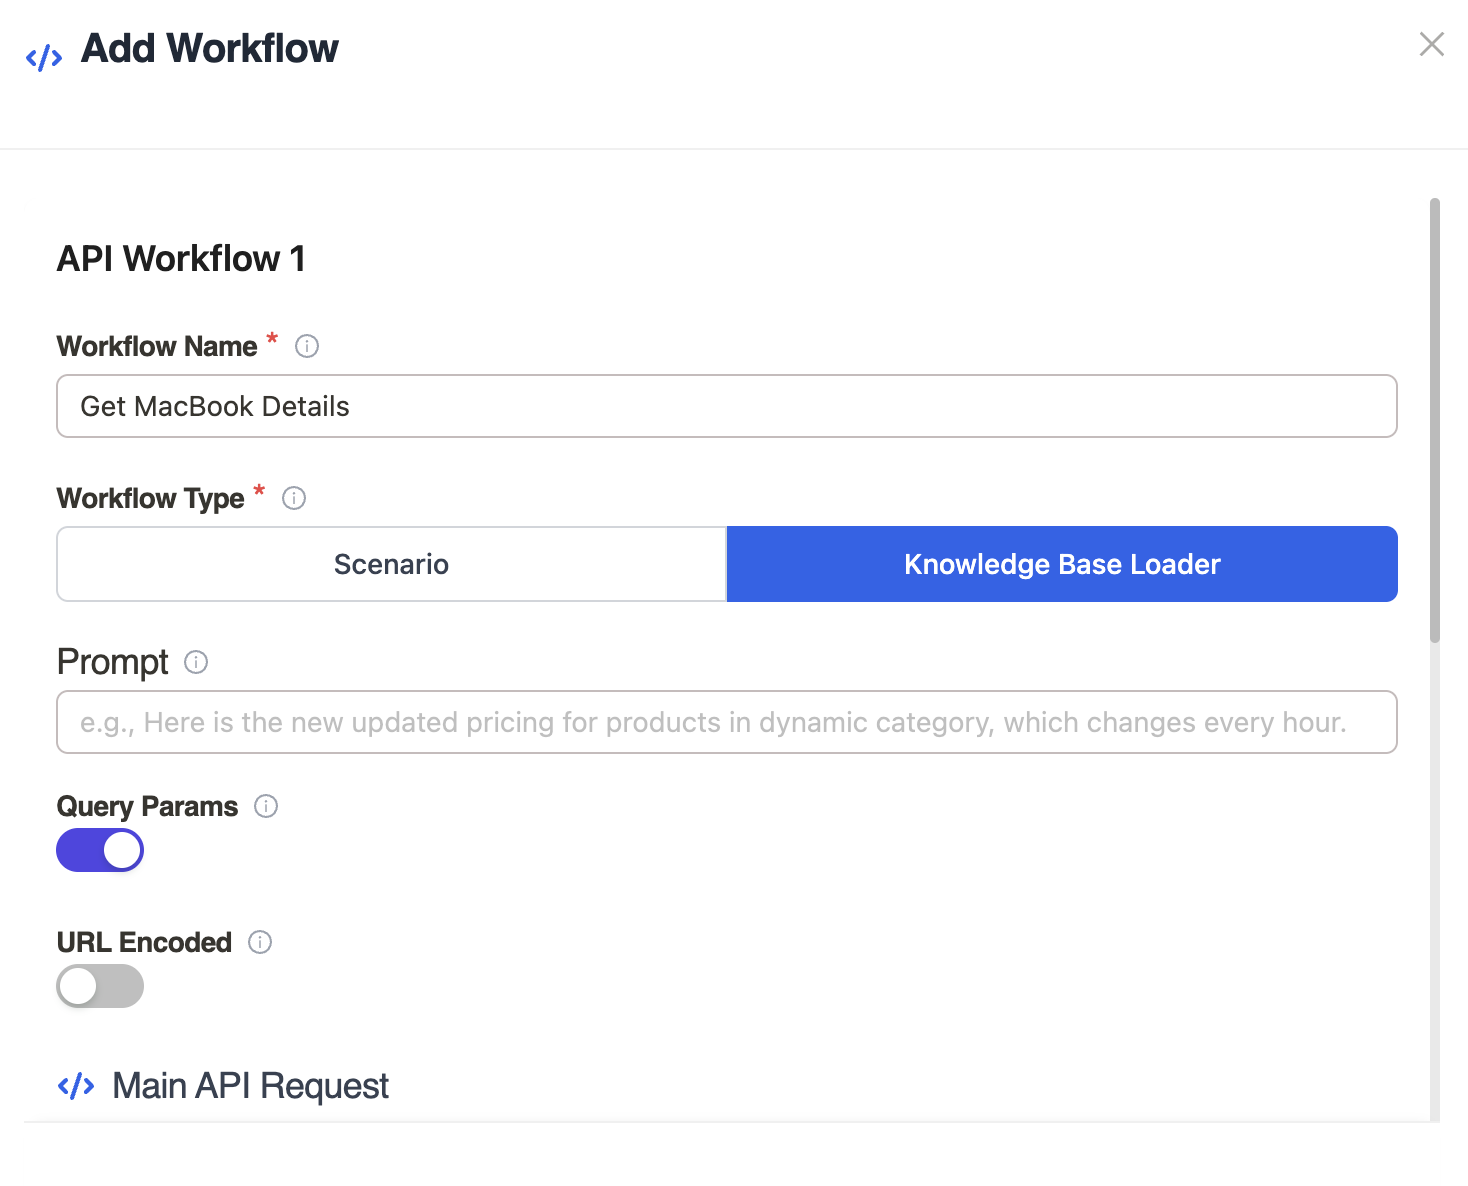 Add Workflow
API Workflow 1
Workflow Name *
Get MacBook Details
Workflow Type *
Scenario
Knowledge Base Loader
Prompt
e.g., Here is the new updated pricing for products in dynamic category, which changes every hour.
Query Params
URL Encoded
Main API Request